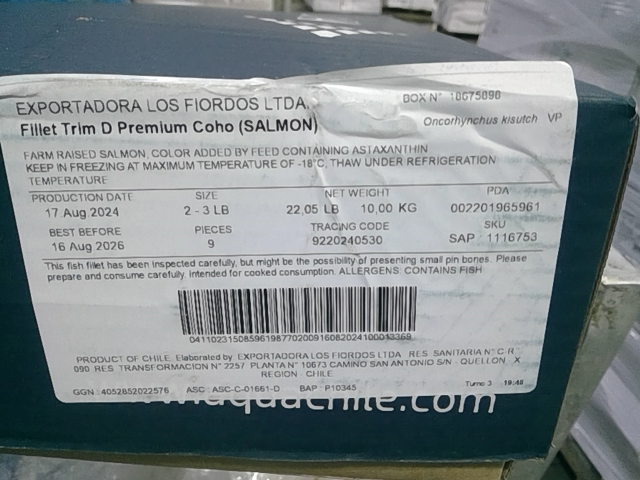 EXPORTADORA LOS FIORDOS LTDA.
BOX N° 10675098
Fillet Trim D Premium Coho (SALMON)
Oncorhynchus kisutch VP
FARM RAISED SALMON, COLOR ADDED BY FEED CONTAINING ASTAXANTHIN
KEEP IN FREEZING AT MAXIMUM TEMPERATURE OF -18°C, THAW UNDER REFRIGERATION
TEMPERATURE
PRODUCTION DATE SIZE NET WEIGHT PDA
17 Aug 2024 2 - 3 LB 22,05 LB 10,00 KG 002201965961
BEST BEFORE PIECES TRACING CODE SKU
16 Aug 2026 9 9220240530 SAP 1116753
This fish fillet has been inspected carefully, but might be the possibility of presenting small pin bones. Please
prepare and consume carefully, intended for cooked consumption. ALLERGENS: CONTAINS FISH
PRODUCT OF CHILE. Elaborated by: EXPORTADORA LOS FIORDOS LTDA RES. SANITARIA N° C.R.
090 RES. TRANSFORMACION N° 2257 PLANTA N° 10673 CAMINO SAN ANTONIO S/N - QUELLON X
REGION - CHILE
GGN : 4052852022576 ASC : ASC-C-01661-D BAP : P10345 Turno 3 19:48
www.aquachile.com